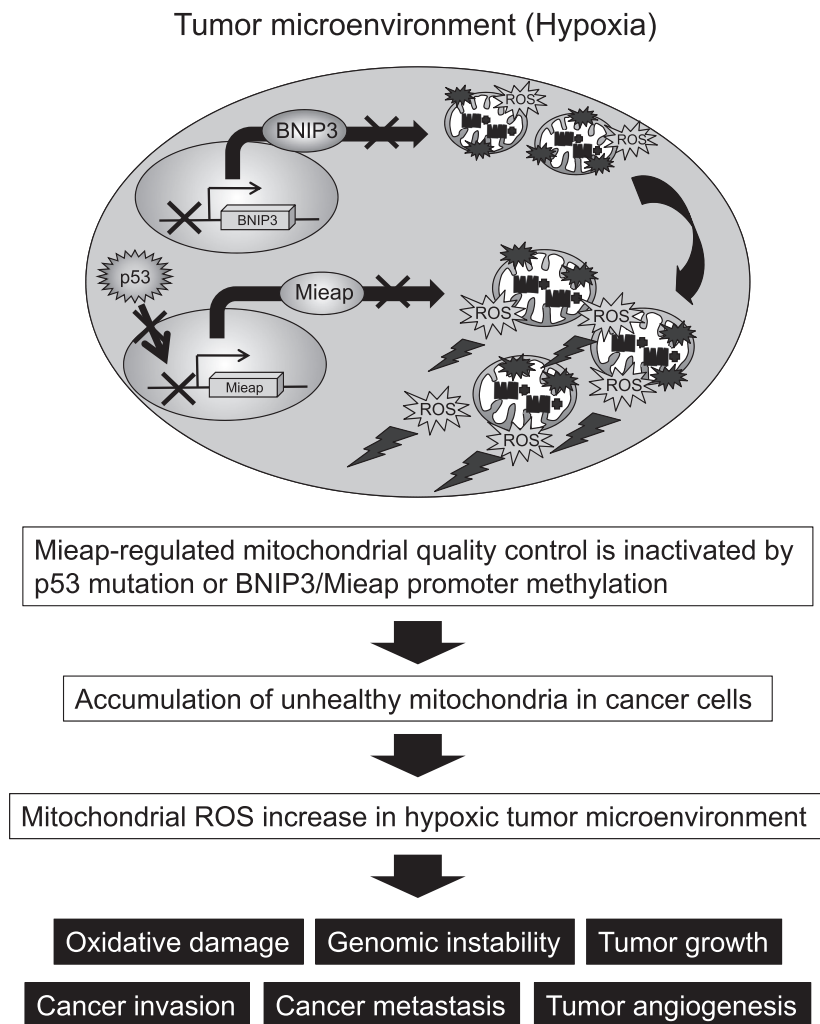 Tumor microenvironment (Hypoxia)
ROS
BNIP3
ROS
BNIP3
p53
Mieap
ROS
ROS
Mieap
ROS
ROS
ROS
Mieap-regulated mitochondrial quality control is inactivated by
p53 mutation or BNIP3/Mieap promoter methylation
Accumulation of unhealthy mitochondria in cancer cells
Mitochondrial ROS increase in hypoxic tumor microenvironment
Oxidative damage
Genomic instability
Tumor growth
Cancer invasion
Cancer metastasis
Tumor angiogenesis